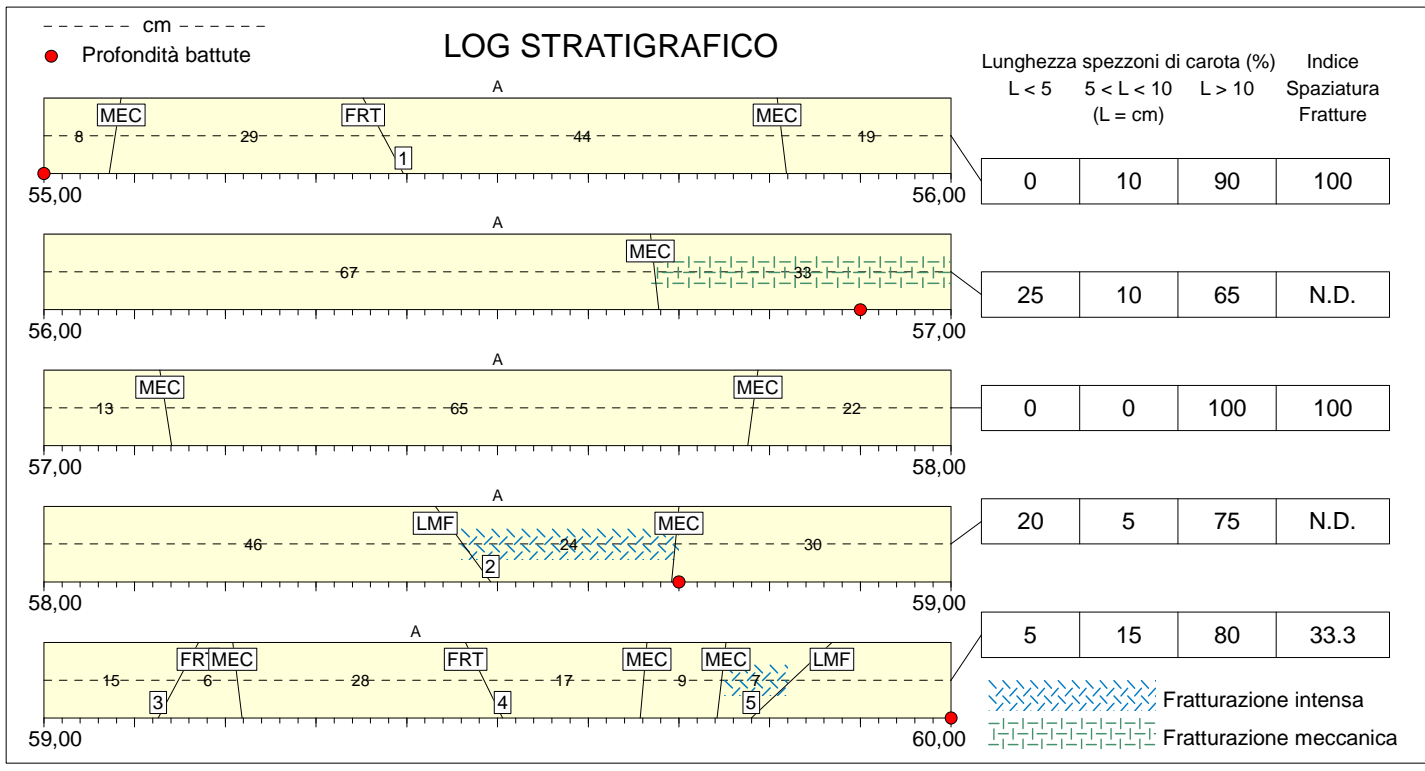 cm
Profondità battute
LOG STRATIGRAFICO
Lunghezza spezzoni di carota (%)
L < 5
5 < L < 10
L > 10
(L = cm)
Indice
Spaziatura
Fratture
A
MEC
FRT
MEC
8
29
44
19
1
55,00
56,00
0
10
90
100
A
MEC
67
33
56,00
57,00
25
10
65
N.D.
A
MEC
MEC
13
65
22
57,00
58,00
0
0
100
100
A
LMF
MEC
46
24
30
2
58,00
59,00
20
5
75
N.D.
A
FRT
MEC
FRT
MEC
MEC
LMF
15
6
28
17
9
7
3
4
5
59,00
60,00
5
15
80
33.3
Fratturazione intensa
Fratturazione meccanica